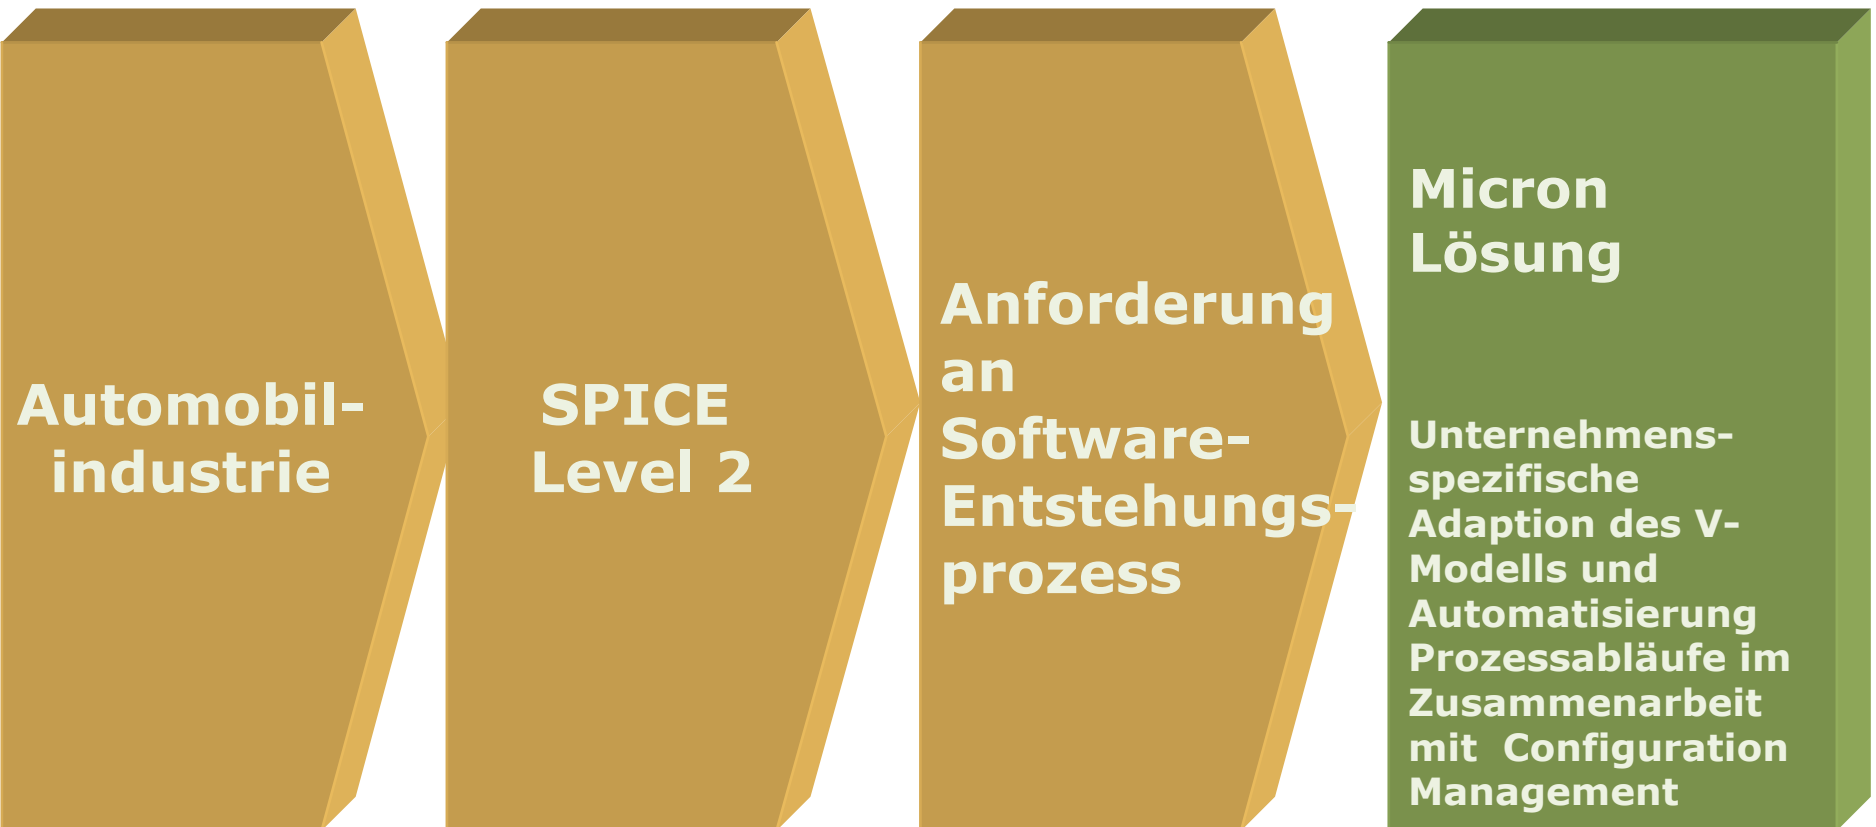 Automobil-
industrie
SPICE
Level 2
Anforderung
an
Software-
Entstehungs-
prozess
Micron
Lösung
Unternehmens-
spezifische
Adaption des V-
Modells und
Automatisierung
Prozessabläufe im
Zusammenarbeit
mit  Configuration
Management